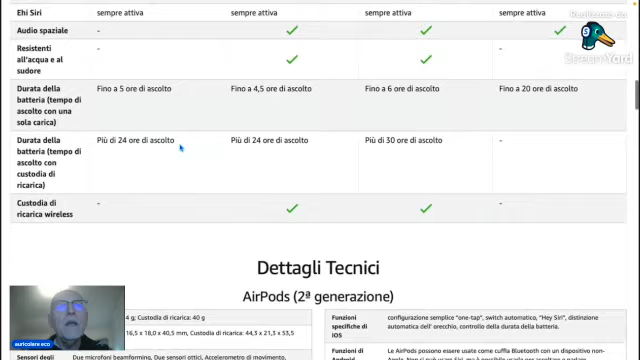 Ehi Siri
sempre attiva
sempre attiva
sempre attiva
sempre attiva
Realizzato da
StreamYard
Audio spaziale
-
Resistenti
all'acqua e al
sudore
-
-
Durata della
batteria (tempo di
ascolto con una
sola carica)
Fino a 5 ore di ascolto
Fino a 4,5 ore di ascolto
Fino a 6 ore di ascolto
Fino a 20 ore di ascolto
Durata della
batteria (tempo di
ascolto con
custodia di
ricarica)
Più di 24 ore di ascolto
Più di 24 ore di ascolto
Più di 30 ore di ascolto
-
Custodia di
ricarica wireless
-
-
Dettagli Tecnici
AirPods (2ª generazione)
4 g; Custodia di ricarica: 40 g
16,5 x 18,0 x 40,5 mm, Custodia di ricarica: 44,3 x 21,3 x 53,5
Sensori degli
Due microfoni beamforming, Due sensori ottici, Accelerometro di movimento,
Funzioni
specifiche di
iOS
configurazione semplice "one-tap", switch automatico, "Hey Siri", distinzione
automatica dell' orecchio, controllo della durata della batteria.
Funzioni di
Le AirPods possono essere usate come cuffia Bluetooth con un dispositivo non-
auricolare eco